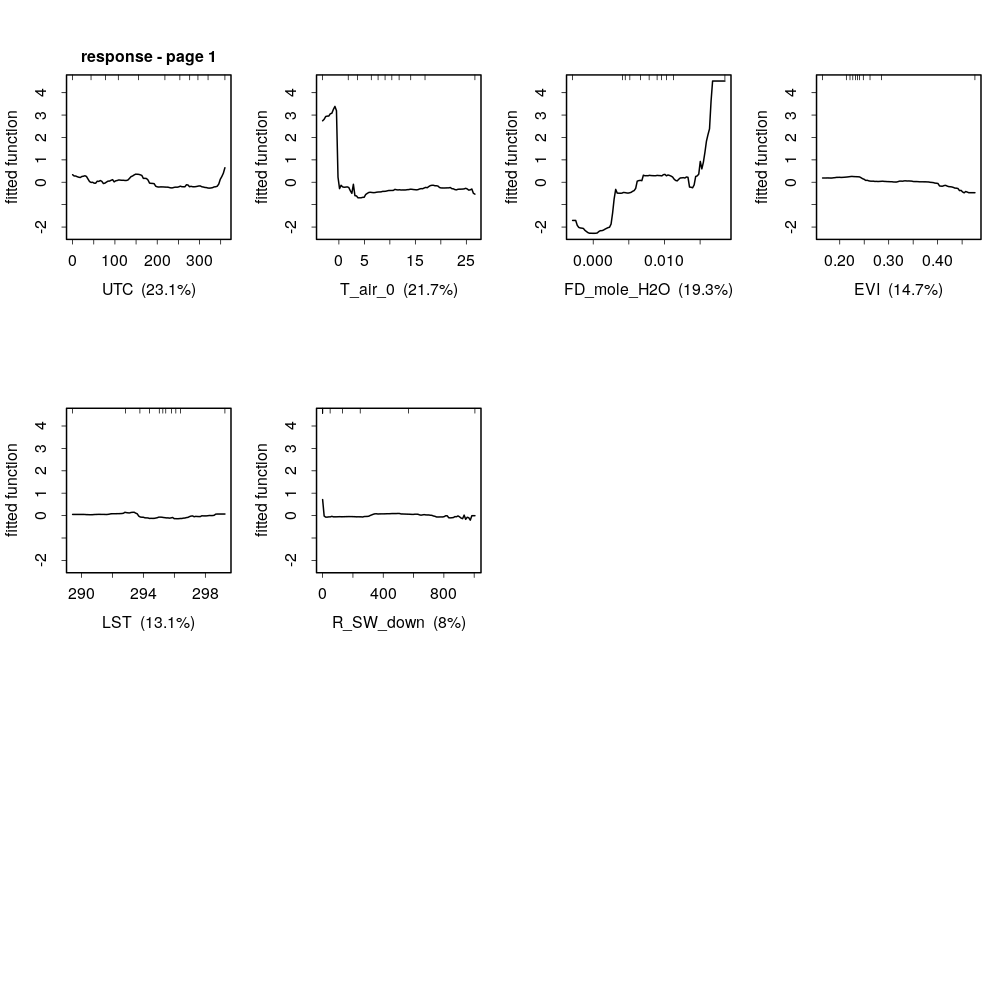 response - page 1
fitted function
-2 0 1 2 3 4
0 100 200 300
UTC (23.1%)
fitted function
-2 0 1 2 3 4
0 5 15 25
T_air_0 (21.7%)
fitted function
-2 0 1 2 3 4
0.000 0.010
FD_mole_H2O (19.3%)
fitted function
-2 0 1 2 3 4
0.20 0.30 0.40
EVI (14.7%)
fitted function
-2 0 1 2 3 4
290 294 298
LST (13.1%)
fitted function
-2 0 1 2 3 4
0 400 800
R_SW_down (8%)